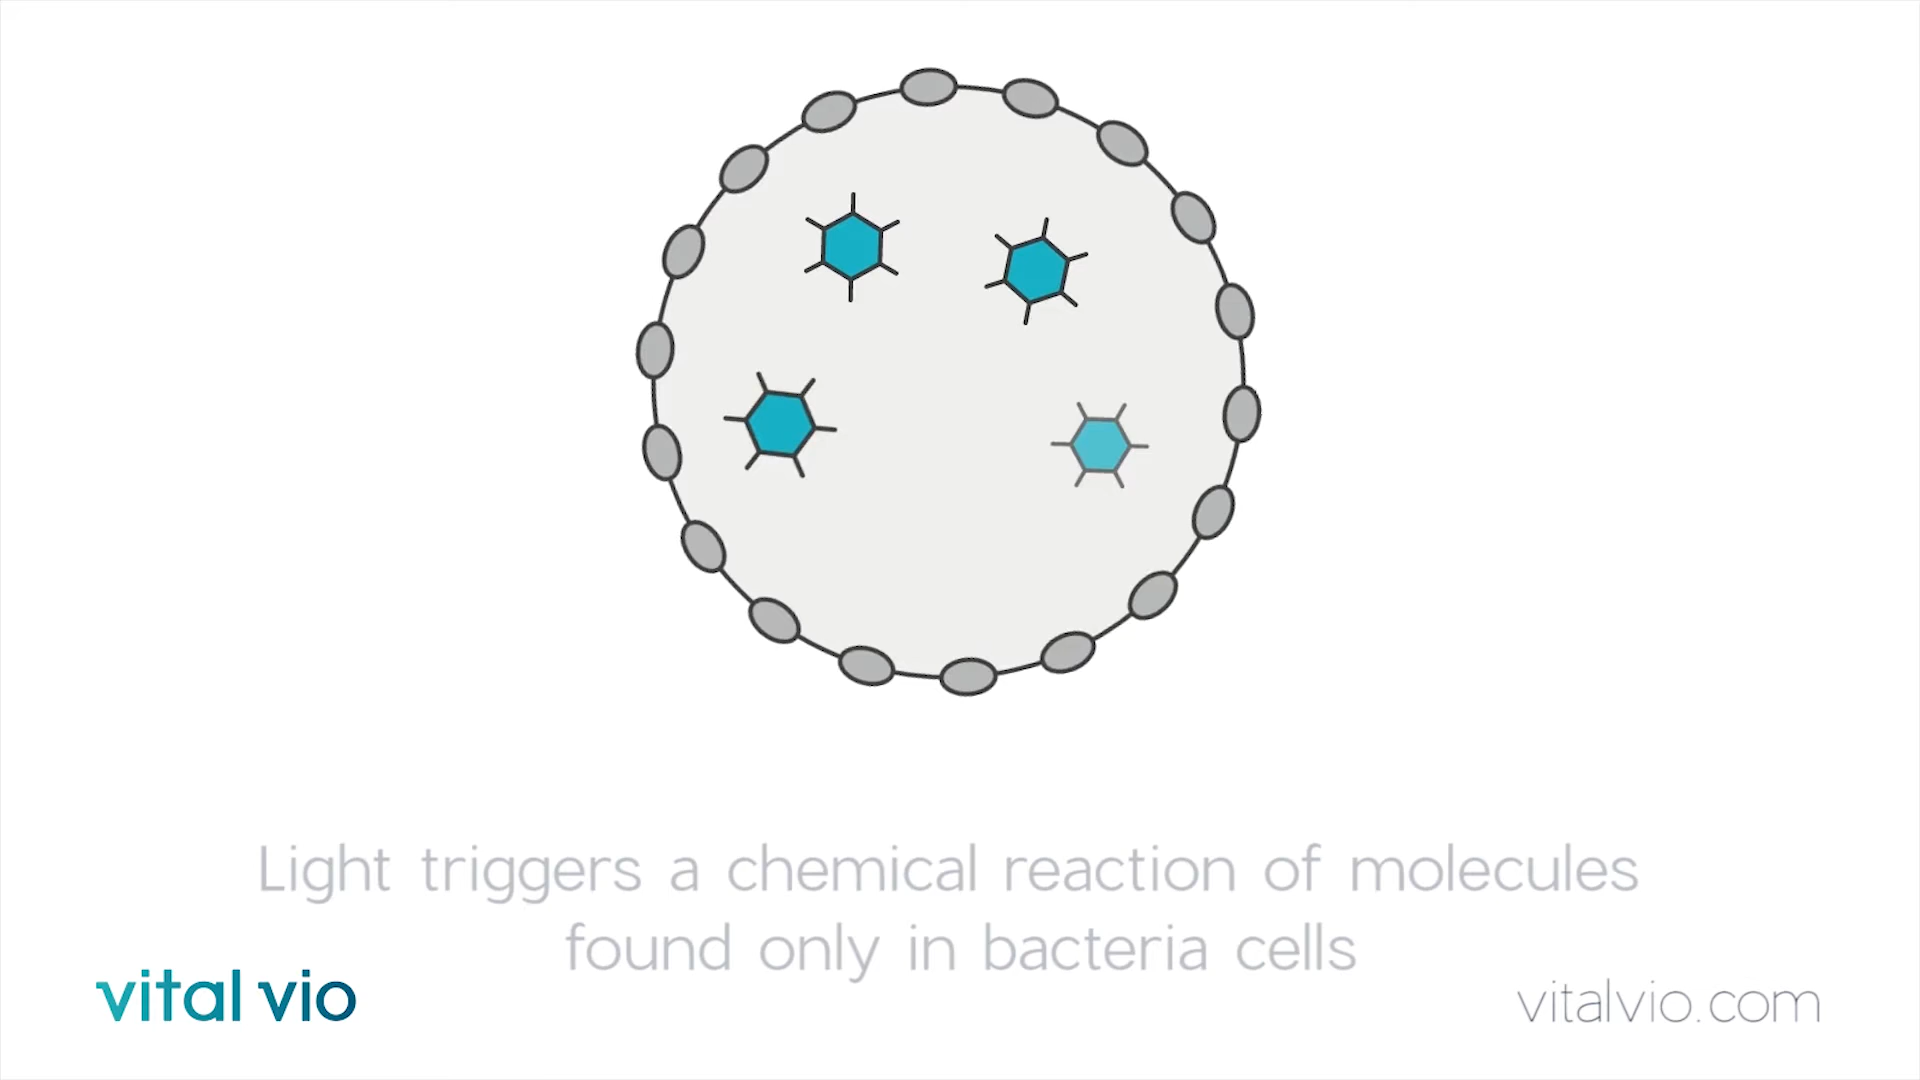 Light triggers a chemical reaction of molecules
found only in bacteria cells
vital vio
vitalvio.com